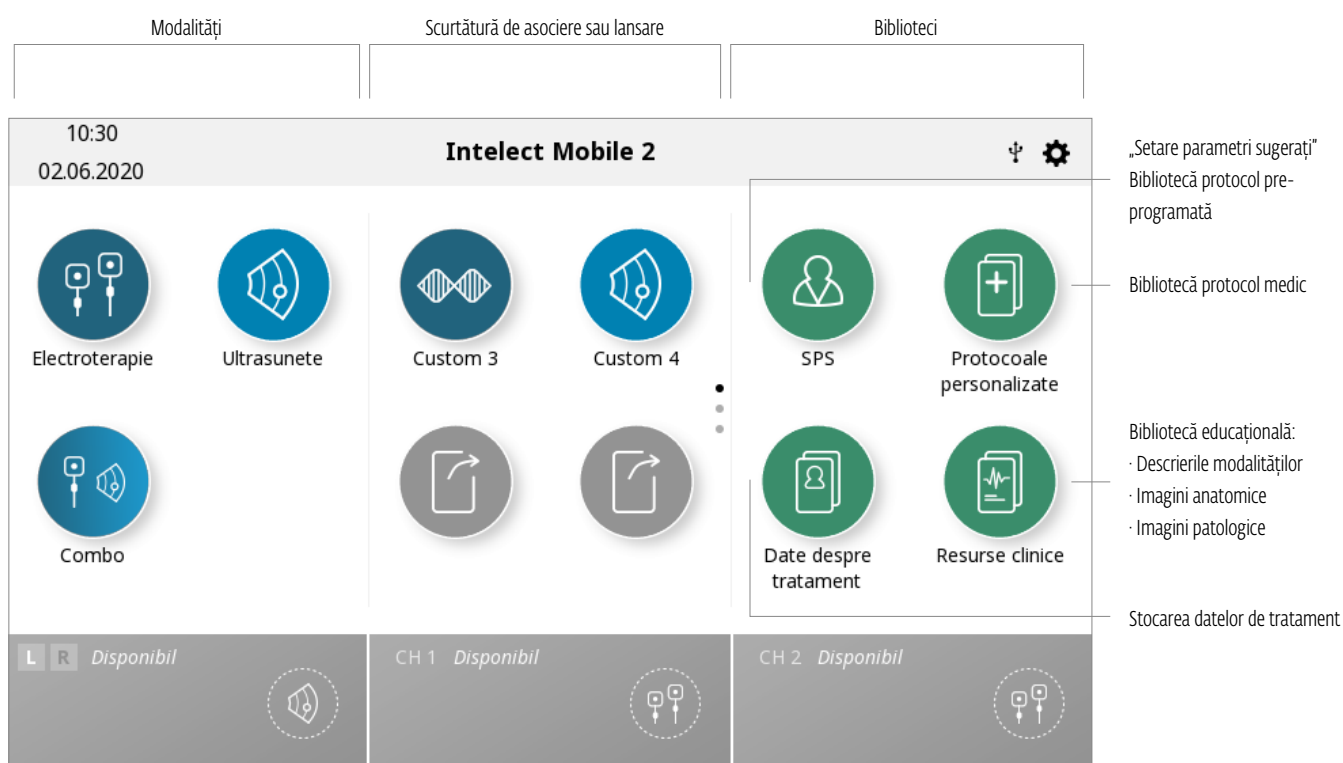 Modalități
Scurtătură de asociere sau lansare
Biblioteci
10:30
02.06.2020
Intelect Mobile 2
Electroterapie
Ultrasunete
Custom 3
Custom 4
SPS
Protocoale
personalizate
Combo
Date despre
tratament
Resurse clinice
L R Disponibil
CH 1 Disponibil
CH 2 Disponibil
„Setare parametri sugerați”
Bibliotecă protocol pre-
programată
Bibliotecă protocol medic
Bibliotecă educațională:
· Descrierile modalităților
· Imagini anatomice
· Imagini patologice
Stocarea datelor de tratament